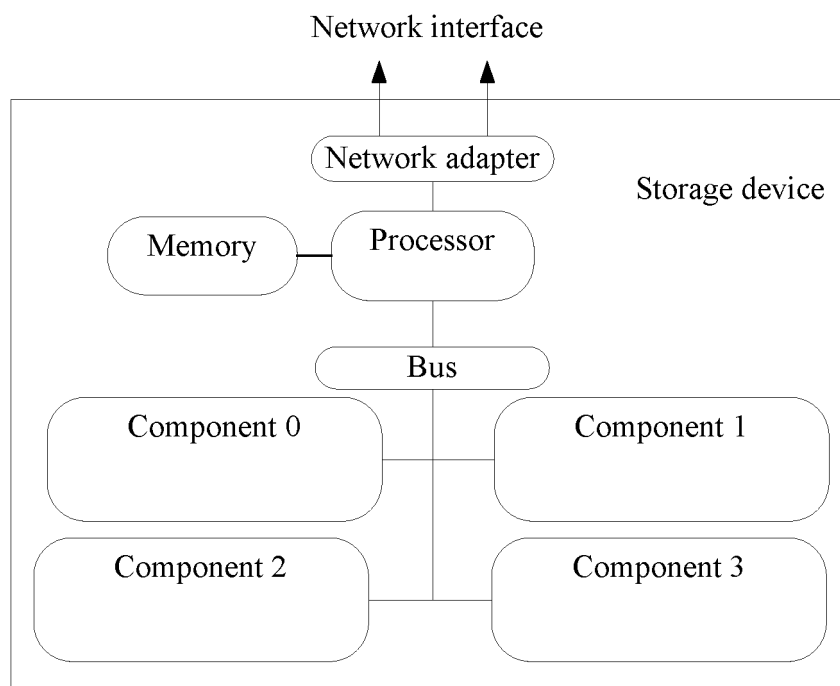 Network interface
Network adapter
Storage device
Memory
Processor
Bus
Component 0
Component 1
Component 2
Component 3